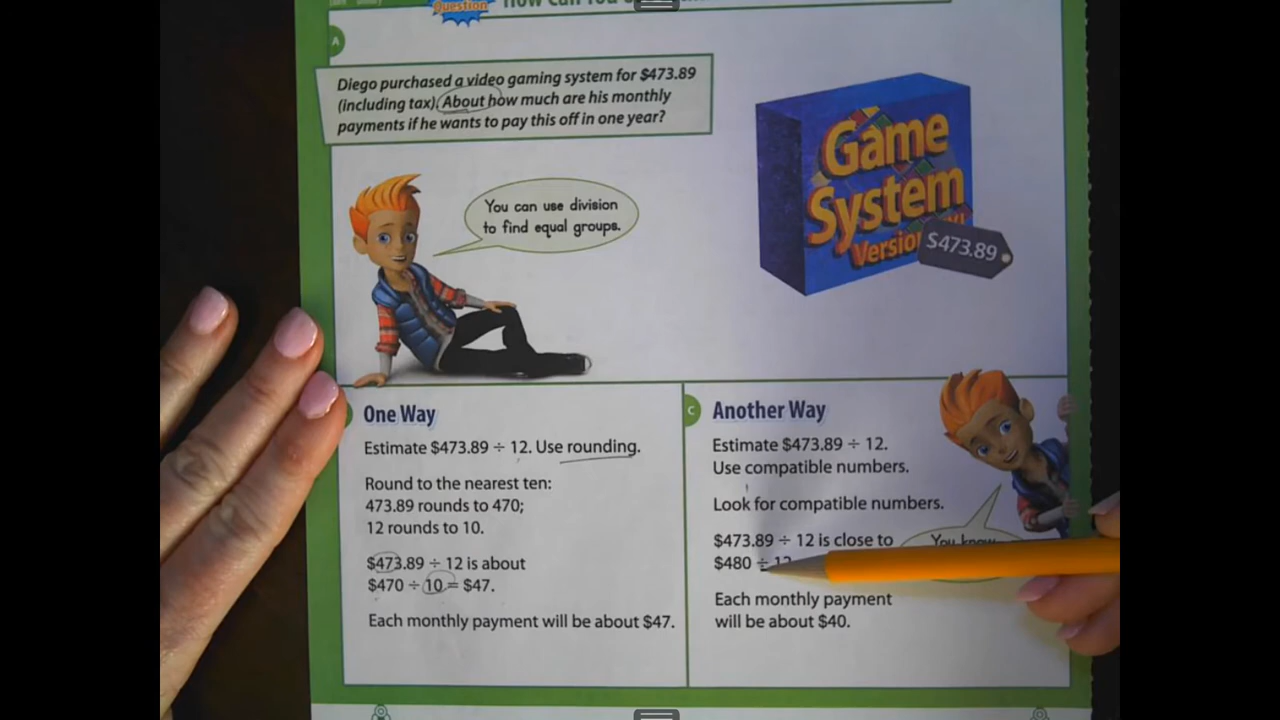 Question
How Can You
A
Diego purchased a video gaming system for $473.89
(including tax). About how much are his monthly
payments if he wants to pay this off in one year?
You can use division
to find equal groups.
Game
System
$473.89
One Way
Estimate $473.89 ÷ 12. Use rounding.
Round to the nearest ten:
473.89 rounds to 470;
12 rounds to 10.
$473.89 ÷ 12 is about
$470 ÷ 10 = $47.
Each monthly payment will be about $47.
C
Another Way
Estimate $473.89 ÷ 12.
Use compatible numbers.
Look for compatible numbers.
$473.89 ÷ 12 is close to
$480 ÷ 12
You know
Each monthly payment
will be about $40.